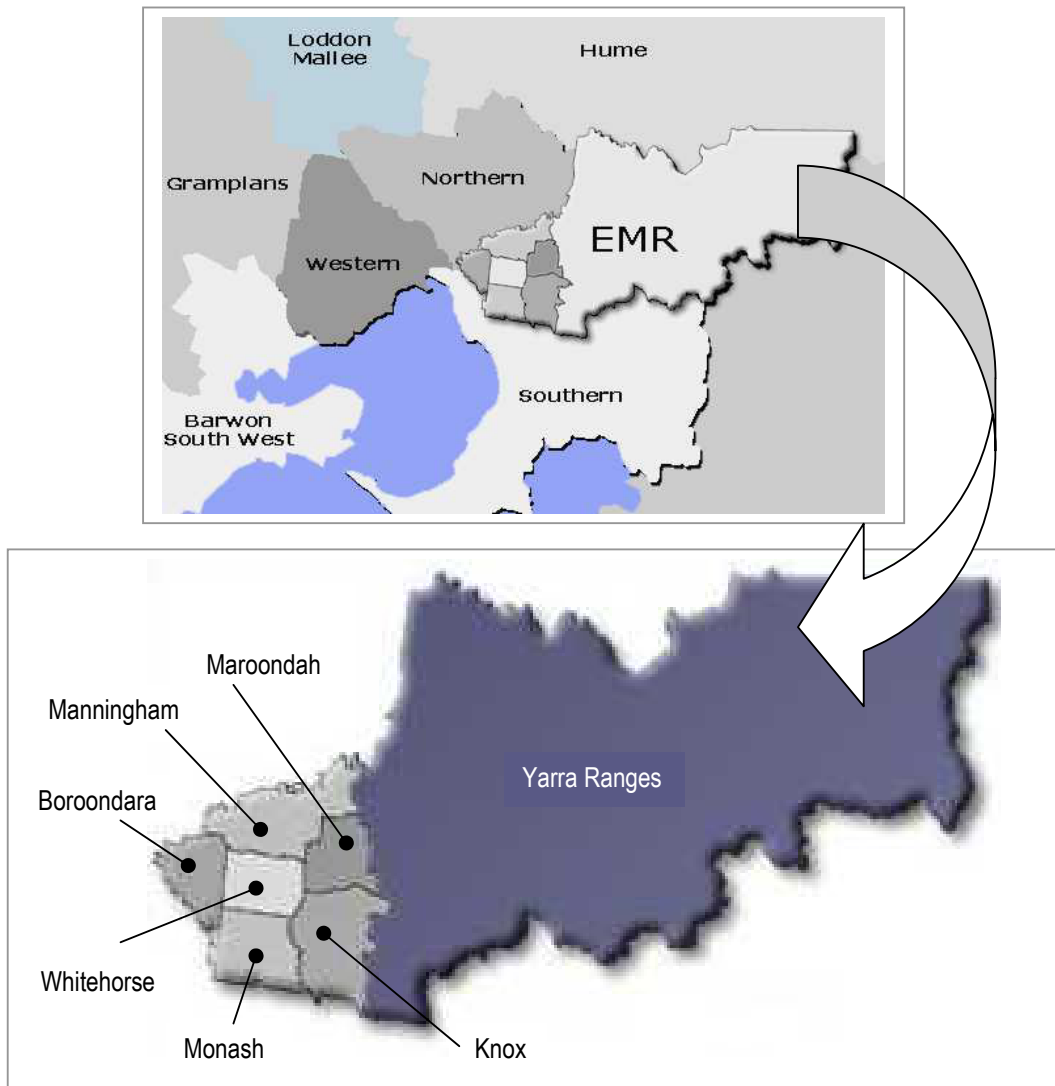 Loddon
Mallee
Hume
Gramplans
Northern
EMR
Western
Southern
Barwon
South West
Maroondah
Manningham
Yarra Ranges
Boroondara
Whitehorse
Monash
Knox